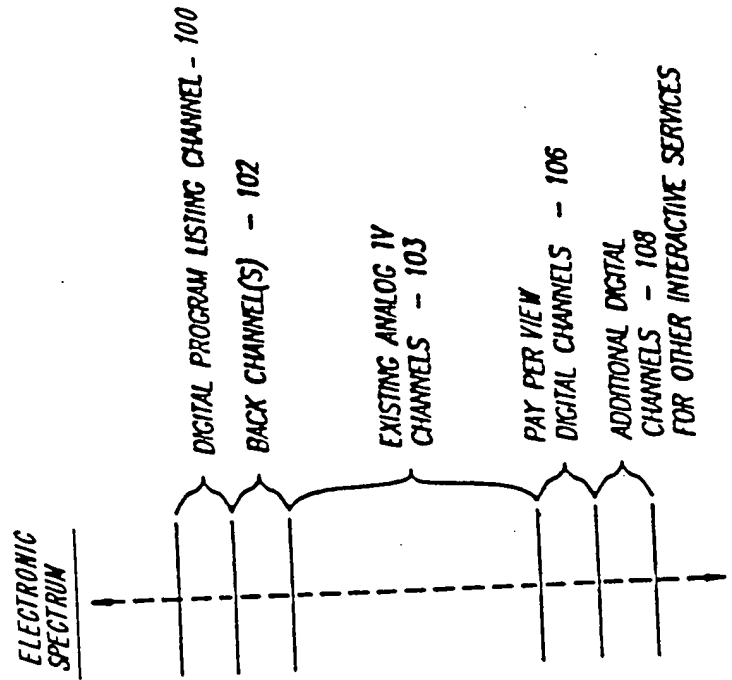 ELECTRONIC
SPECTRUM
DIGITAL PROGRAM LISTING CHANNEL - 100
BACK CHANNEL(S) - 102
EXISTING ANALOG TV
CHANNELS - 103
PAY PER VIEW
DIGITAL CHANNELS - 106
ADDITIONAL DIGITAL
CHANNELS - 108
FOR OTHER INTERACTIVE SERVICES